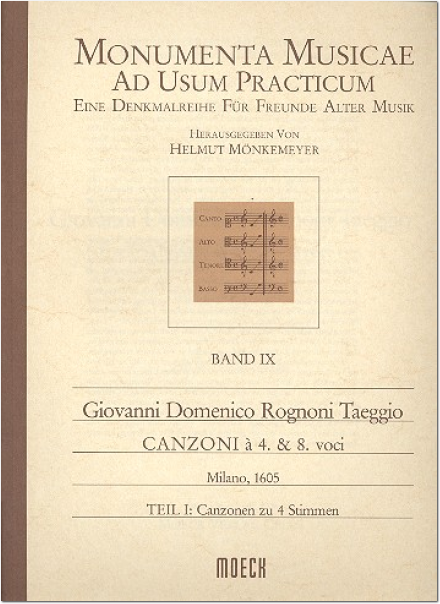 MONUMENTA MUSICAE
AD USUM PRACTICUM
EINE DENKMALREIHE FÜR FREUNDE ALTER MUSIK
HERAUSGEGEBEN VON
HELMUT MÖNKEMEYER
CANTO
ALTO
TENORE
BASSO
BAND IX
Giovanni Domenico Rognoni Taeggio
CANZONI à 4. & 8. voci
Milano, 1605
TEIL I: Canzonen zu 4 Stimmen
MOECK